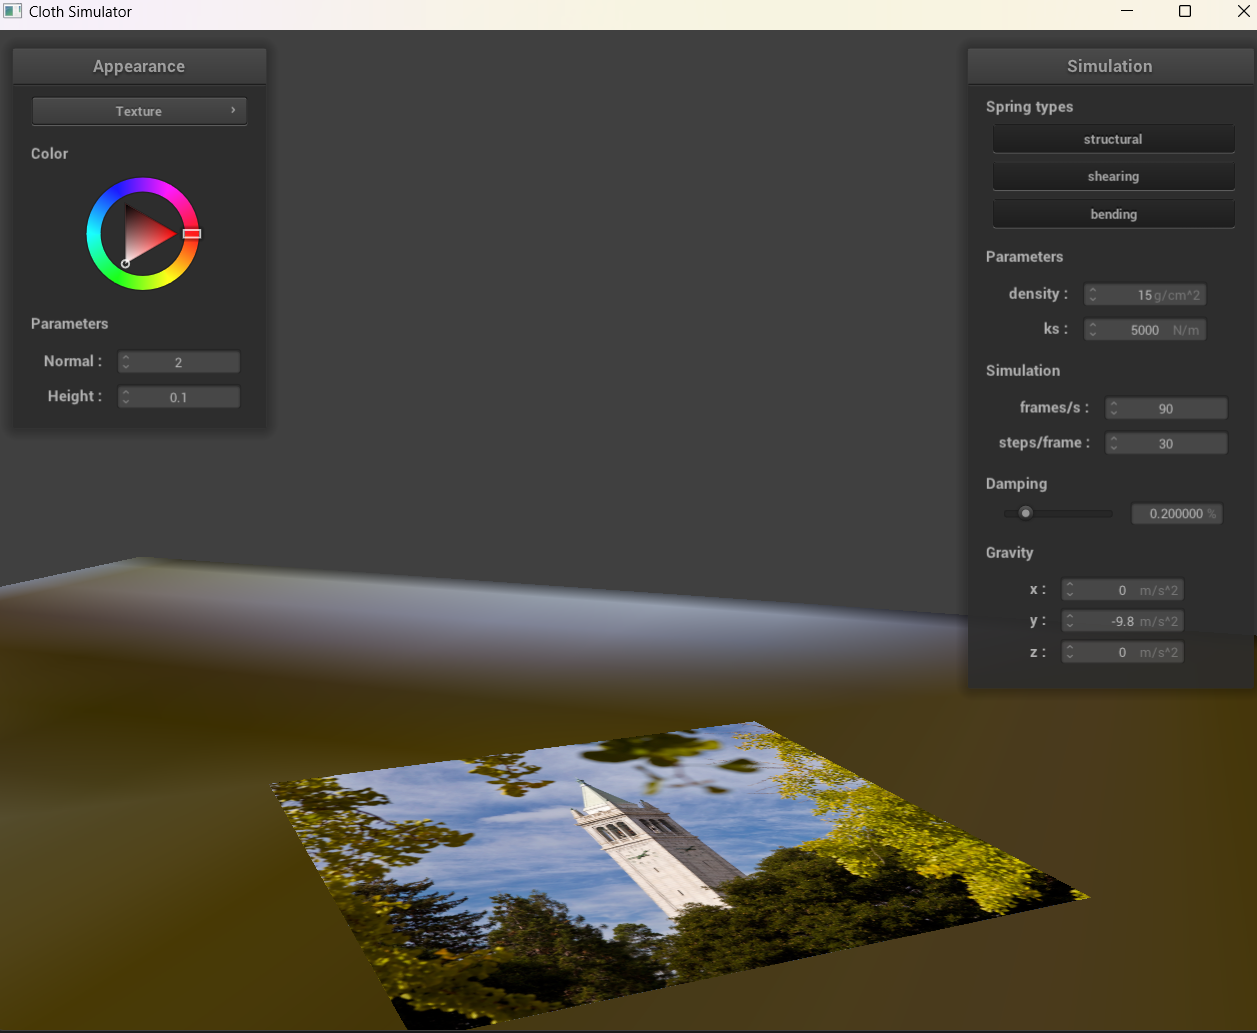 Cloth Simulator
Appearance
Texture
Color
Parameters
Normal : 2
Height : 0.1
Simulation
Spring types
structural
shearing
bending
Parameters
density : 15 g/cm^2
ks : 5000 N/m
Simulation
frames/s : 90
steps/frame : 30
Damping
0.200000 %
Gravity
x : 0 m/s^2
y : -9.8 m/s^2
z : 0 m/s^2